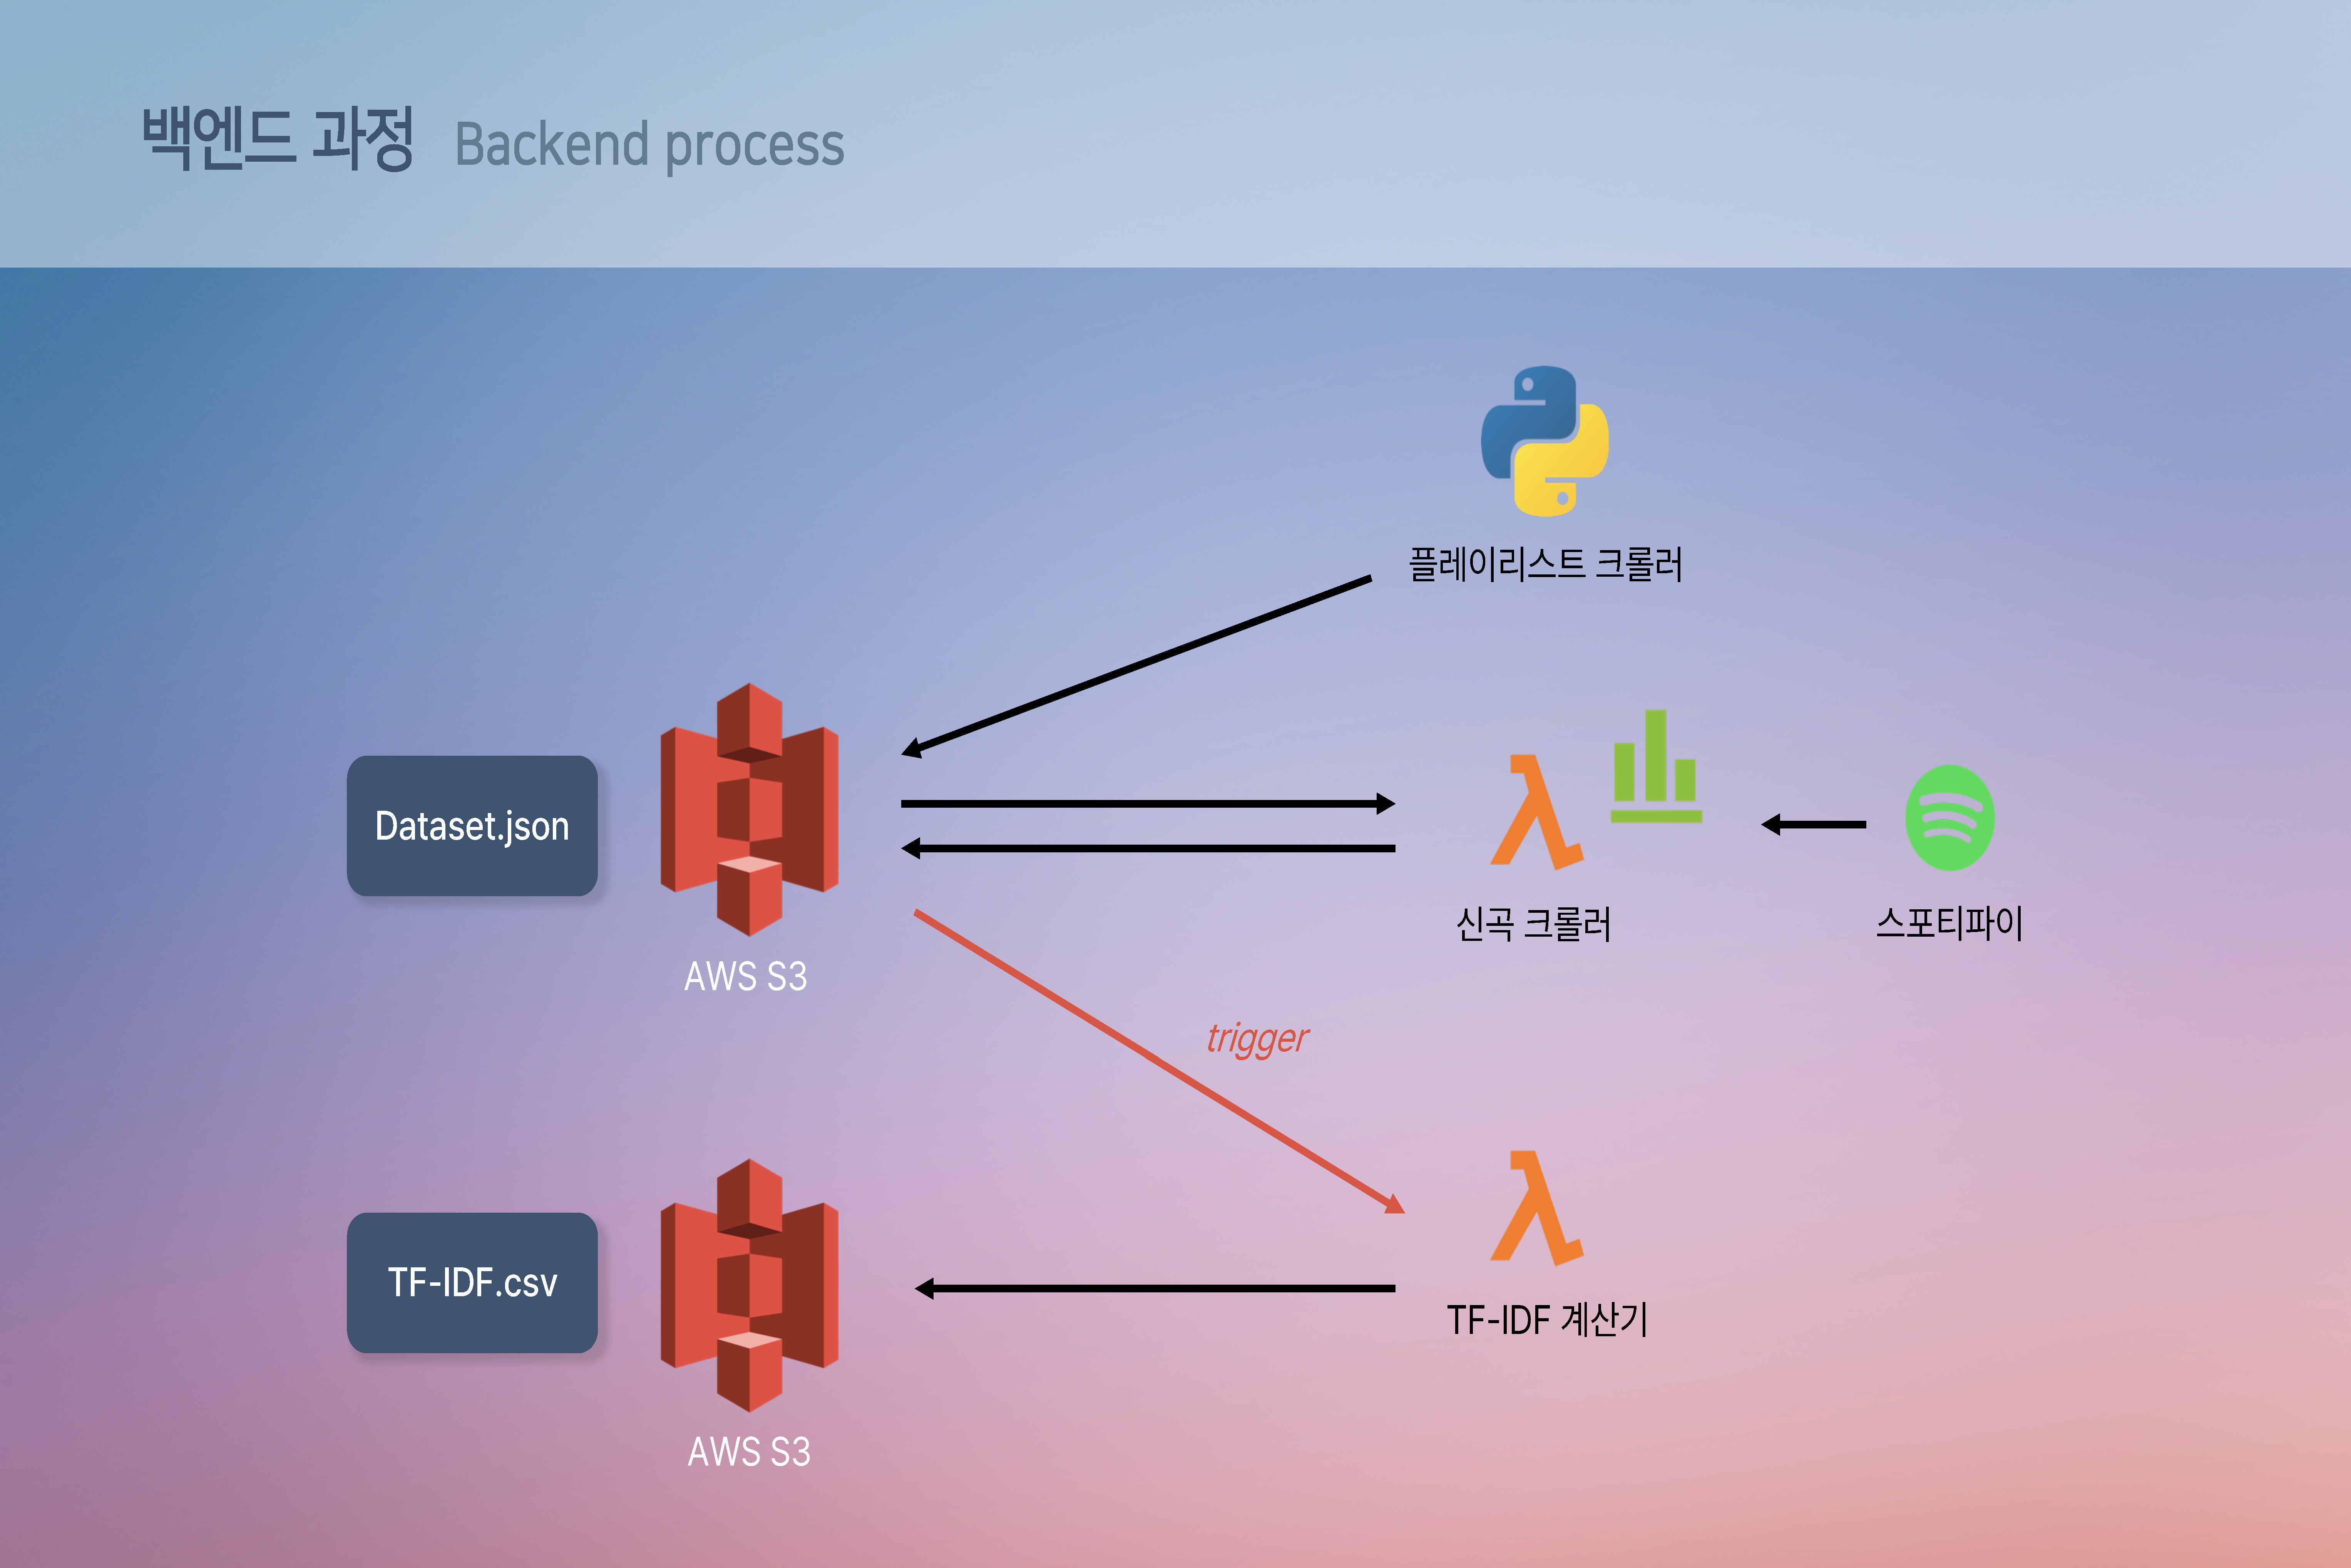 백엔드 과정 Backend process
플레이리스트 크롤러
Dataset.json
AWS S3
신곡 크롤러
스포티파이
trigger
TF-IDF.csv
AWS S3
TF-IDF 계산기